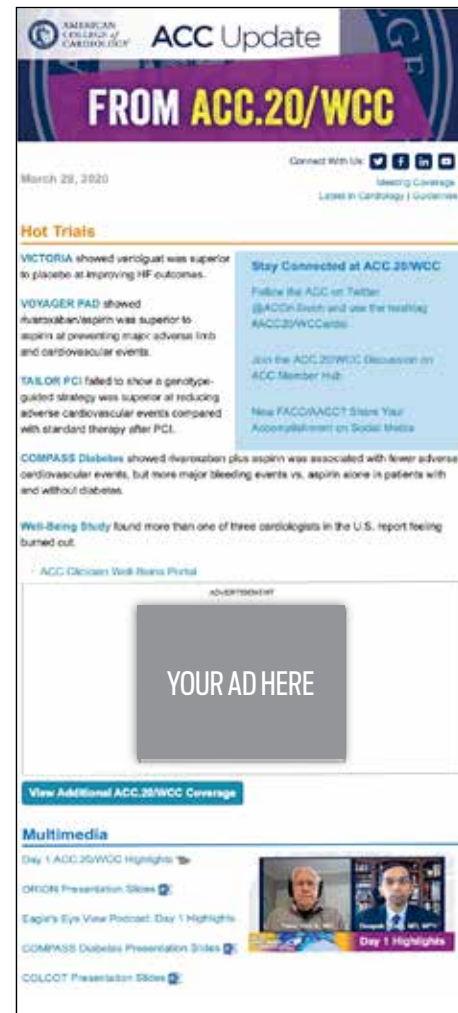 AMERICAN
COLLEGE of
CARDIOLOGY
ACC Update
FROM ACC.20/WCC
Connect With Us:
March 28, 2020
Meeting Coverage
Latest in Cardiology | Guidelines
Hot Trials
VICTORIA showed vericiguat was superior
to placebo at improving HF outcomes.
VOYAGER PAD showed
rivaroxaban/aspirin was superior to
aspirin at preventing major adverse limb
and cardiovascular events.
TAILOR PCI failed to show a genotype-
guided strategy was superior at reducing
adverse cardiovascular events compared
with standard therapy after PCI.
Stay Connected at ACC.20/WCC
Follow the ACC on Twitter
@ACCinTouch and use the hashtag
#ACC20/WCCardio
Join the ACC.20/WCC Discussion on
ACC Member Hub
New FACC/AACC? Share Your
Accomplishment on Social Media
COMPASS Diabetes showed rivaroxaban plus aspirin was associated with fewer adverse
cardiovascular events, but more major bleeding events vs. aspirin alone in patients with
and without diabetes.
Well-Being Study found more than one of three cardiologists in the U.S. report feeling
burned out.
ACC Clinician Well-Being Portal
ADVERTISEMENT
YOUR AD HERE
View Additional ACC.20/WCC Coverage
Multimedia
Day 1 ACC.20/WCC Highlights
ORION Presentation Slides
Eagle's Eye View Podcast: Day 1 Highlights
COMPASS Diabetes Presentation Slides
COLCOT Presentation Slides
Day 1 Highlights